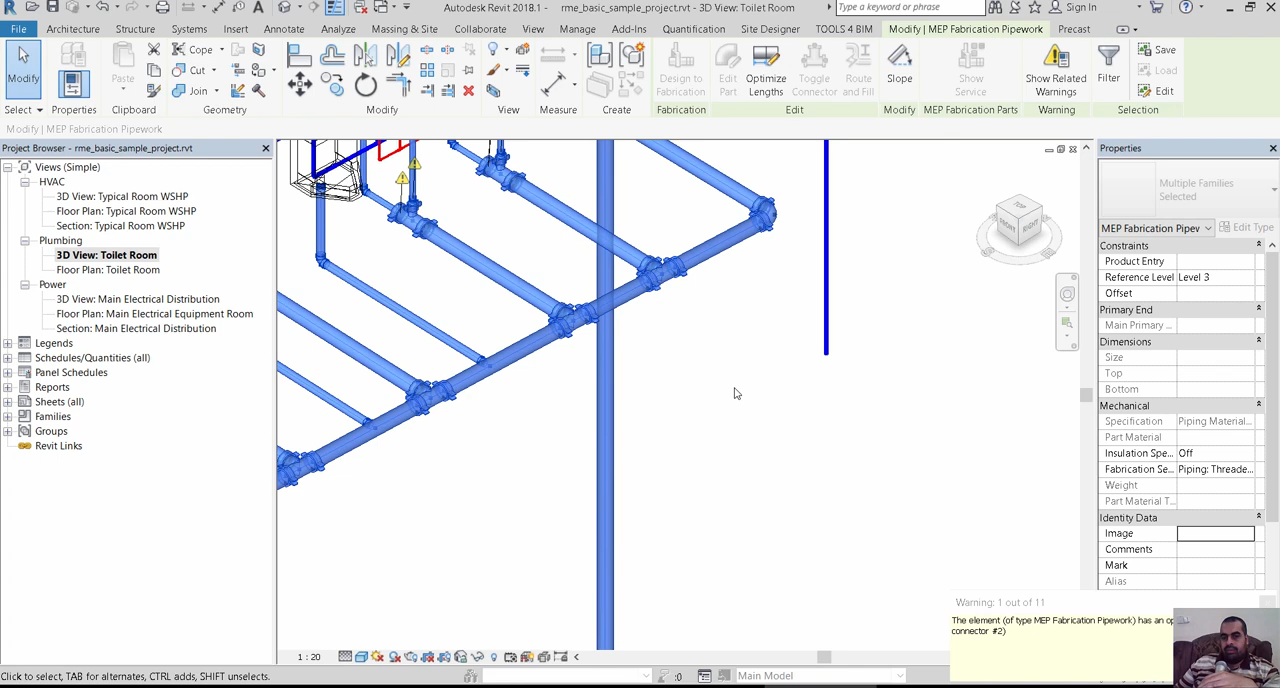 Autodesk Revit 2018.1 - rme_basic_sample_project.rvt - 3D View: Toilet Room
Type a keyword or phrase
Sign In
File Architecture Structure Systems Insert Annotate Analyze Massing & Site Collaborate View Manage Add-Ins Quantification Site Designer TOOLS 4 BIM Modify | MEP Fabrication Pipework Precast
Modify
Properties
Paste
Cope
Cut
Join
Design to Fabrication
Edit Part
Optimize Lengths
Toggle Connector
Route and Fill
Slope
Show Service
Show Related Warnings
Filter
Save
Load
Edit
Select Properties Clipboard Geometry Modify View Measure Create Fabrication Edit Modify MEP Fabrication Parts Warning Selection
Modify | MEP Fabrication Pipework
Project Browser - rme_basic_sample_project.rvt
Views (Simple)
HVAC
3D View: Typical Room WSHP
Floor Plan: Typical Room WSHP
Section: Typical Room WSHP
Plumbing
3D View: Toilet Room
Floor Plan: Toilet Room
Power
3D View: Main Electrical Distribution
Floor Plan: Main Electrical Equipment Room
Section: Main Electrical Distribution
Legends
Schedules/Quantities (all)
Panel Schedules
Reports
Sheets (all)
Families
Groups
Revit Links
TOP
FRONT
RIGHT
Properties
Multiple Families
Selected
MEP Fabrication Pipev Edit Type
Constraints
Product Entry
Reference Level Level 3
Offset
Primary End
Main Primary ...
Dimensions
Size
Top
Bottom
Mechanical
Specification Piping Material...
Part Material
Insulation Spe... Off
Fabrication Se... Piping: Threade...
Weight
Part Material T...
Identity Data
Image
Comments
Mark
Alias
Warning: 1 out of 11
The element (of type MEP Fabrication Pipework) has an op
connector #2)
1 : 20
Click to select, TAB for alternates, CTRL adds, SHIFT unselects.
:0
Main Model